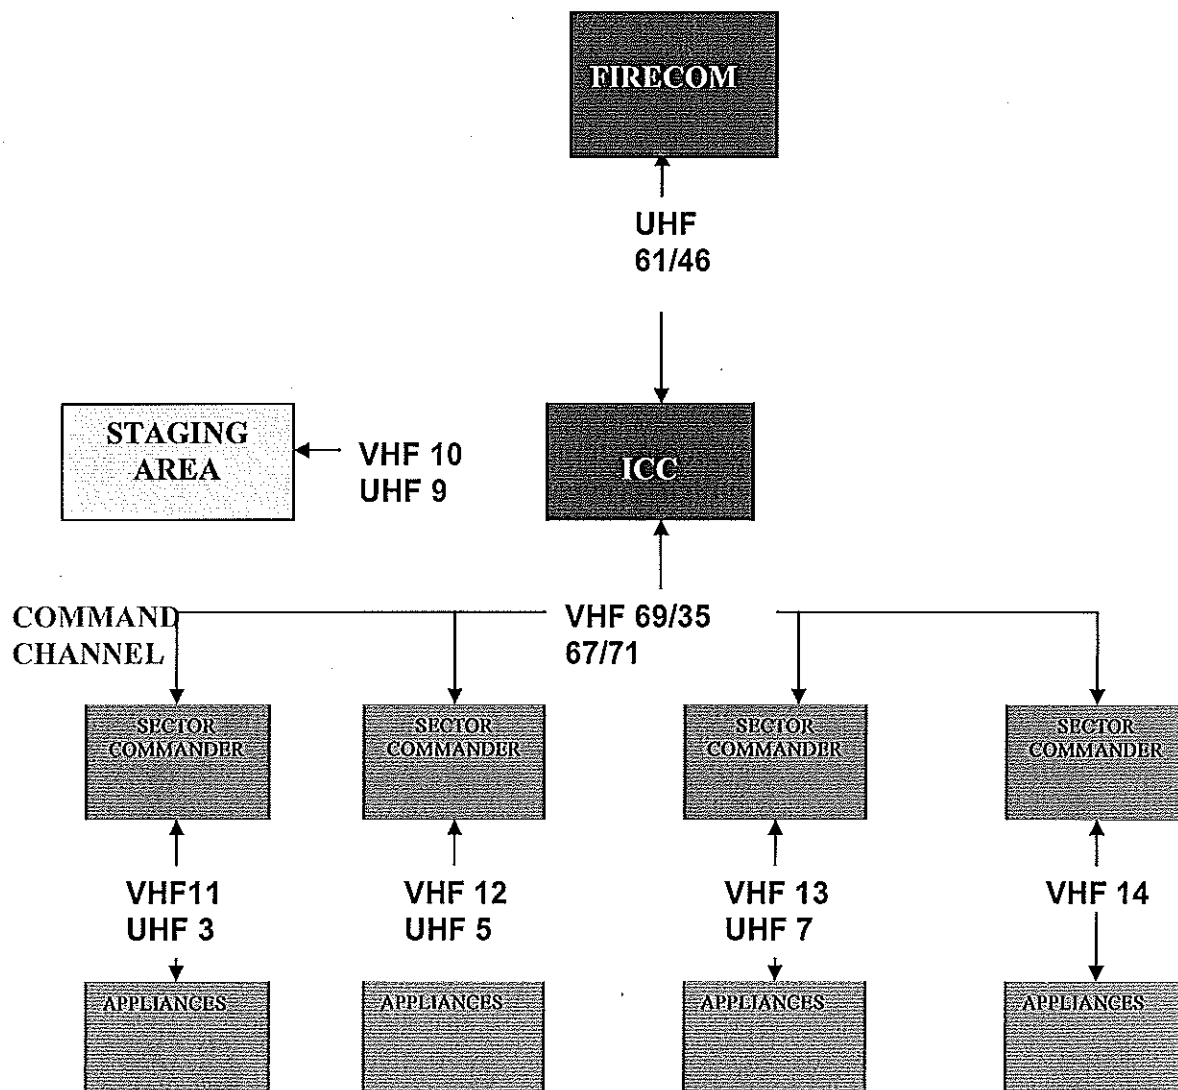 FIRECOM
UHF
61/46
STAGING
AREA
VHF 10
UHF 9
ICC
COMMAND
CHANNEL
VHF 69/35
67/71
SECTOR
COMMANDER
SECTOR
COMMANDER
SECTOR
COMMANDER
SECTOR
COMMANDER
VHF11
UHF 3
VHF 12
UHF 5
VHF 13
UHF 7
VHF 14
APPLIANCES
APPLIANCES
APPLIANCES
APPLIANCES